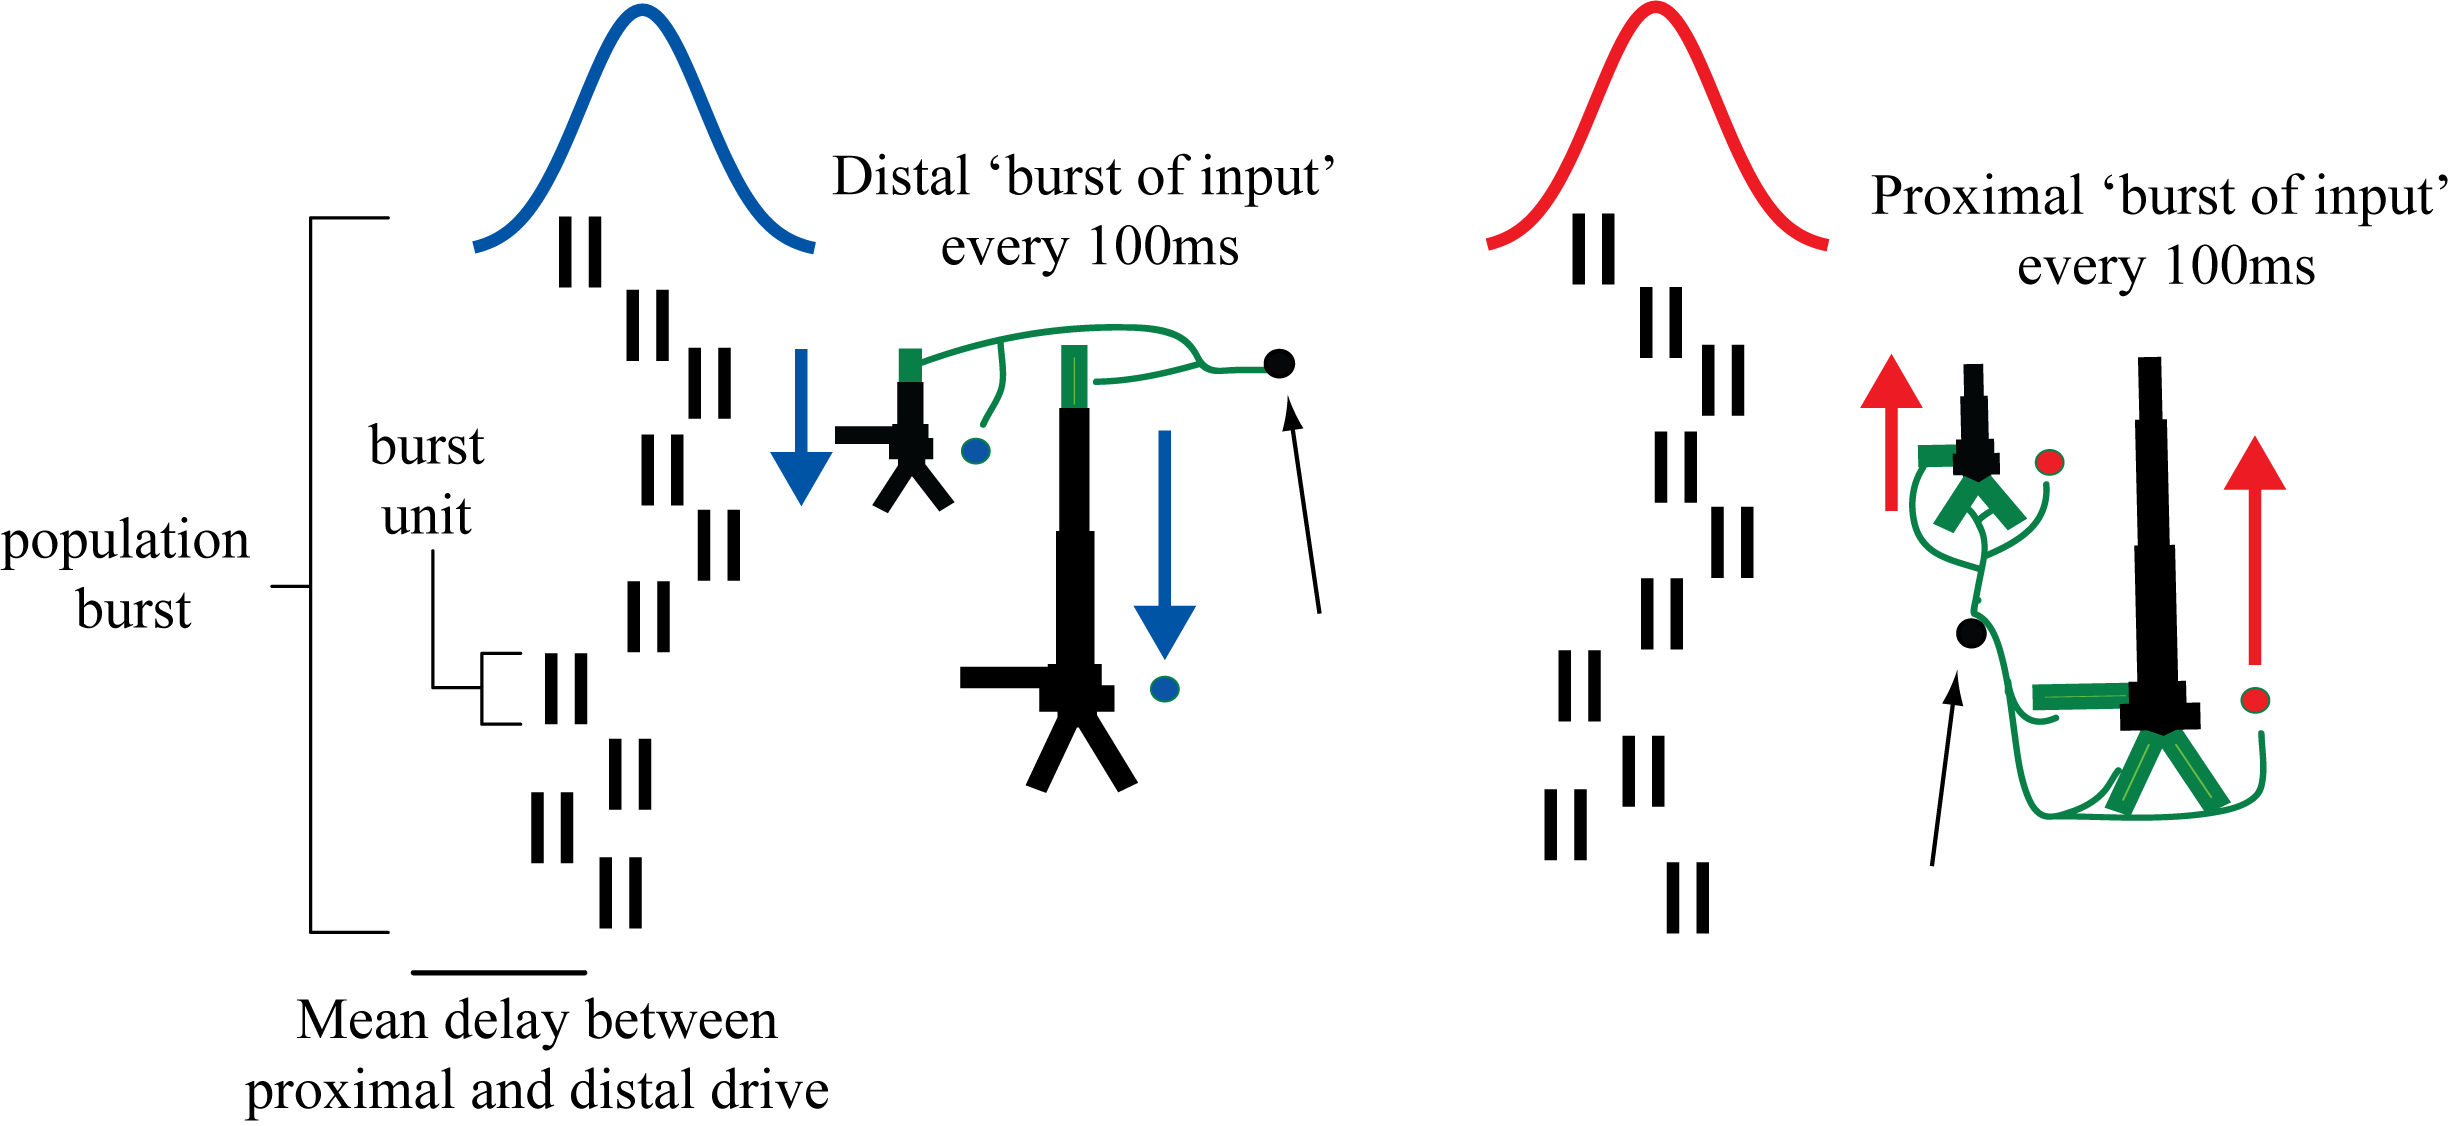 Distal ‘burst of input’
every 100ms
Proximal ‘burst of input’
every 100ms
burst
unit
population
burst
Mean delay between
proximal and distal drive